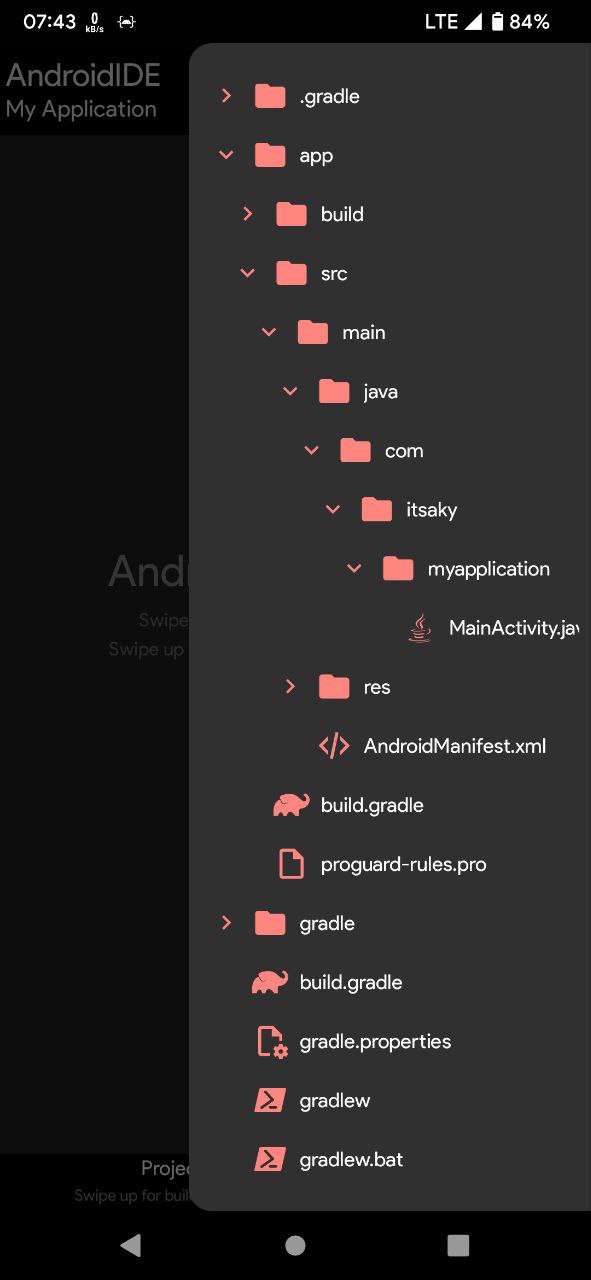 07:43 0 kB/s LTE 84%
AndroidIDE
My Application
.gradle
app
build
src
main
java
com
itsaky
myapplication
MainActivity.jav
res
AndroidManifest.xml
build.gradle
proguard-rules.pro
gradle
build.gradle
gradle.properties
gradlew
gradlew.bat
Andr
Swipe
Swipe up
Projec
Swipe up for buil